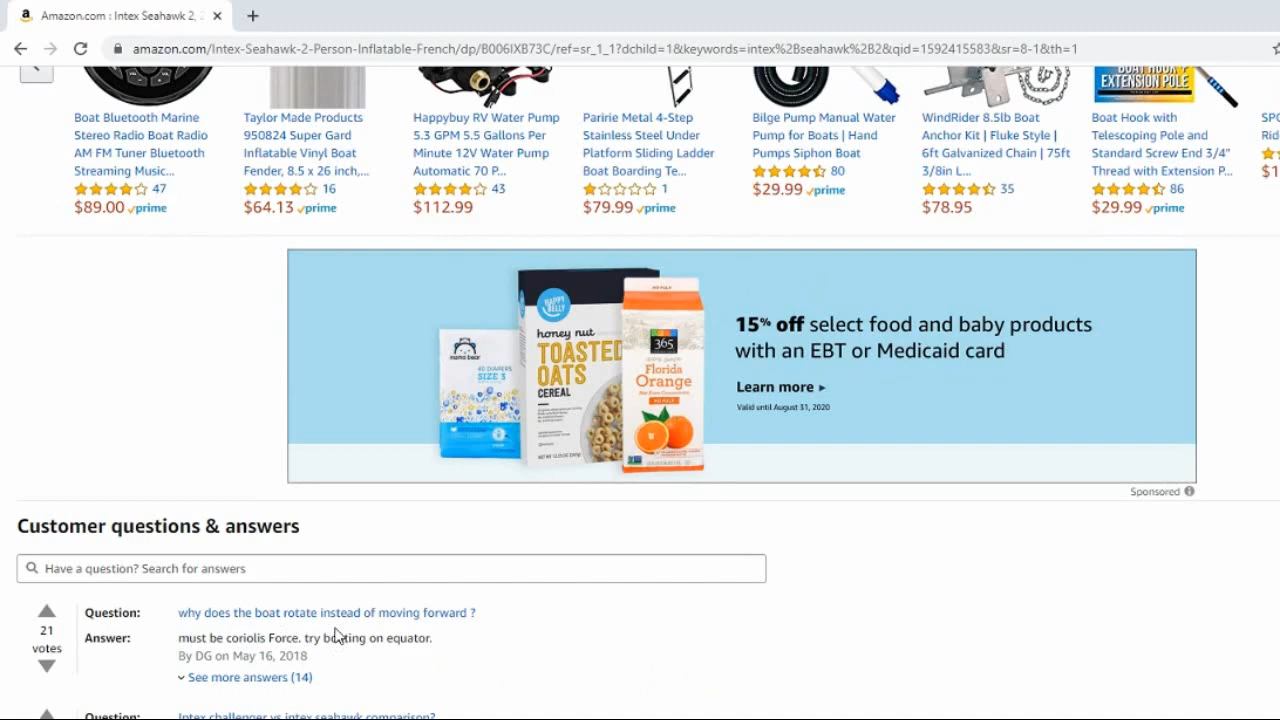 Amazon.com : Intex Seahawk 2,
amazon.com/Intex-Seahawk-2-Person-Inflatable-French/dp/B006IXB73C/ref=sr_1_1?dchild=1&keywords=intex%2Bseahawk%2B2&qid=1592415583&sr=8-1&th=1
EXTENSION POLE
Boat Bluetooth Marine
Stereo Radio Boat Radio
AM FM Tuner Bluetooth
Streaming Music...
47
$89.00 prime
Taylor Made Products
950824 Super Gard
Inflatable Vinyl Boat
Fender, 8.5 x 26 inch,...
16
$64.13 prime
Happybuy RV Water Pump
5.3 GPM 5.5 Gallons Per
Minute 12V Water Pump
Automatic 70 P...
43
$112.99
Paririe Metal 4-Step
Stainless Steel Under
Platform Sliding Ladder
Boat Boarding Te...
1
$79.99 prime
Bilge Pump Manual Water
Pump for Boats | Hand
Pumps Siphon Boat
80
$29.99 prime
WindRider 8.5lb Boat
Anchor Kit | Fluke Style |
6ft Galvanized Chain | 75ft
3/8in L...
35
$78.95
Boat Hook with
Telescoping Pole and
Standard Screw End 3/4"
Thread with Extension P...
86
$29.99 prime
HAPPY
BELLY
honey nut
TOASTED
OATS
CEREAL
mama bear
40 DIAPERS
SIZE 3
365
Florida
Orange
15% off select food and baby products
with an EBT or Medicaid card
Learn more
Valid until August 31, 2020
Sponsored
Customer questions & answers
Have a question? Search for answers
21
votes
Question: why does the boat rotate instead of moving forward ?
Answer: must be coriolis Force. try boating on equator.
By DG on May 16, 2018
See more answers (14)
Question: Intex challenger vs intex seahawk comparison?